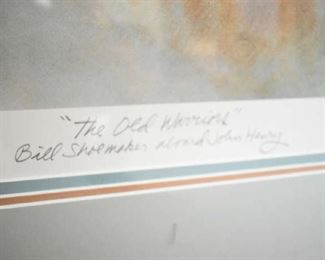 "The Old Warriors"
Bill Shoemaker aboard John Henry